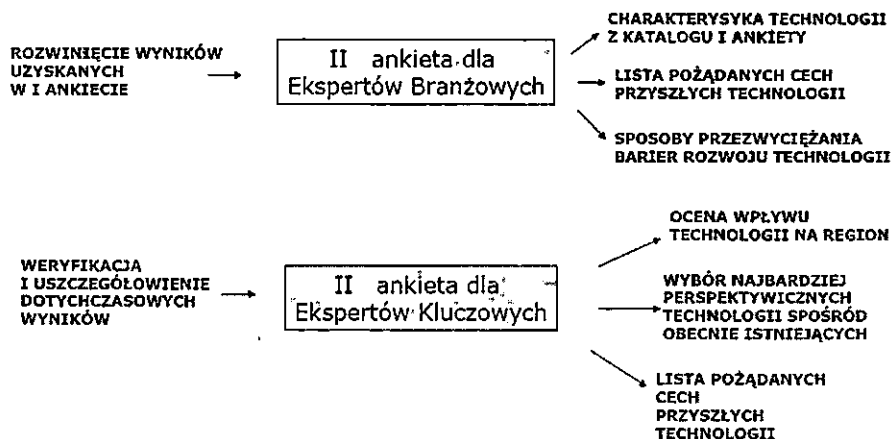 ROZWINIĘCIE WYNIKÓW
UZYSKANYCH
W I ANKIECIE
II ankieta dla
Ekspertów Branżowych
CHARAKTERYSYKA TECHNOLOGII
Z KATALOGU I ANKIETY
LISTA POŻĄDANYCH CECH
PRZYSZŁYCH TECHNOLOGII
SPOSOBY PRZEZWYCIĘŻANIA
BARIER ROZWOJU TECHNOLOGII
WERYFIKACJA
I USZCZEGÓŁOWIENIE
DOTYCHCZASOWYCH
WYNIKÓW
II ankieta dla
Ekspertów Kluczowych
OCENA WPŁYWU
TECHNOLOGII NA REGION
WYBÓR NAJBARDZIEJ
PERSPEKTYWICZNYCH
TECHNOLOGII SPOŚRÓD
OBECNIE ISTNIEJĄCYCH
LISTA POŻĄDANYCH
CECH
PRZYSZŁYCH
TECHNOLOGII